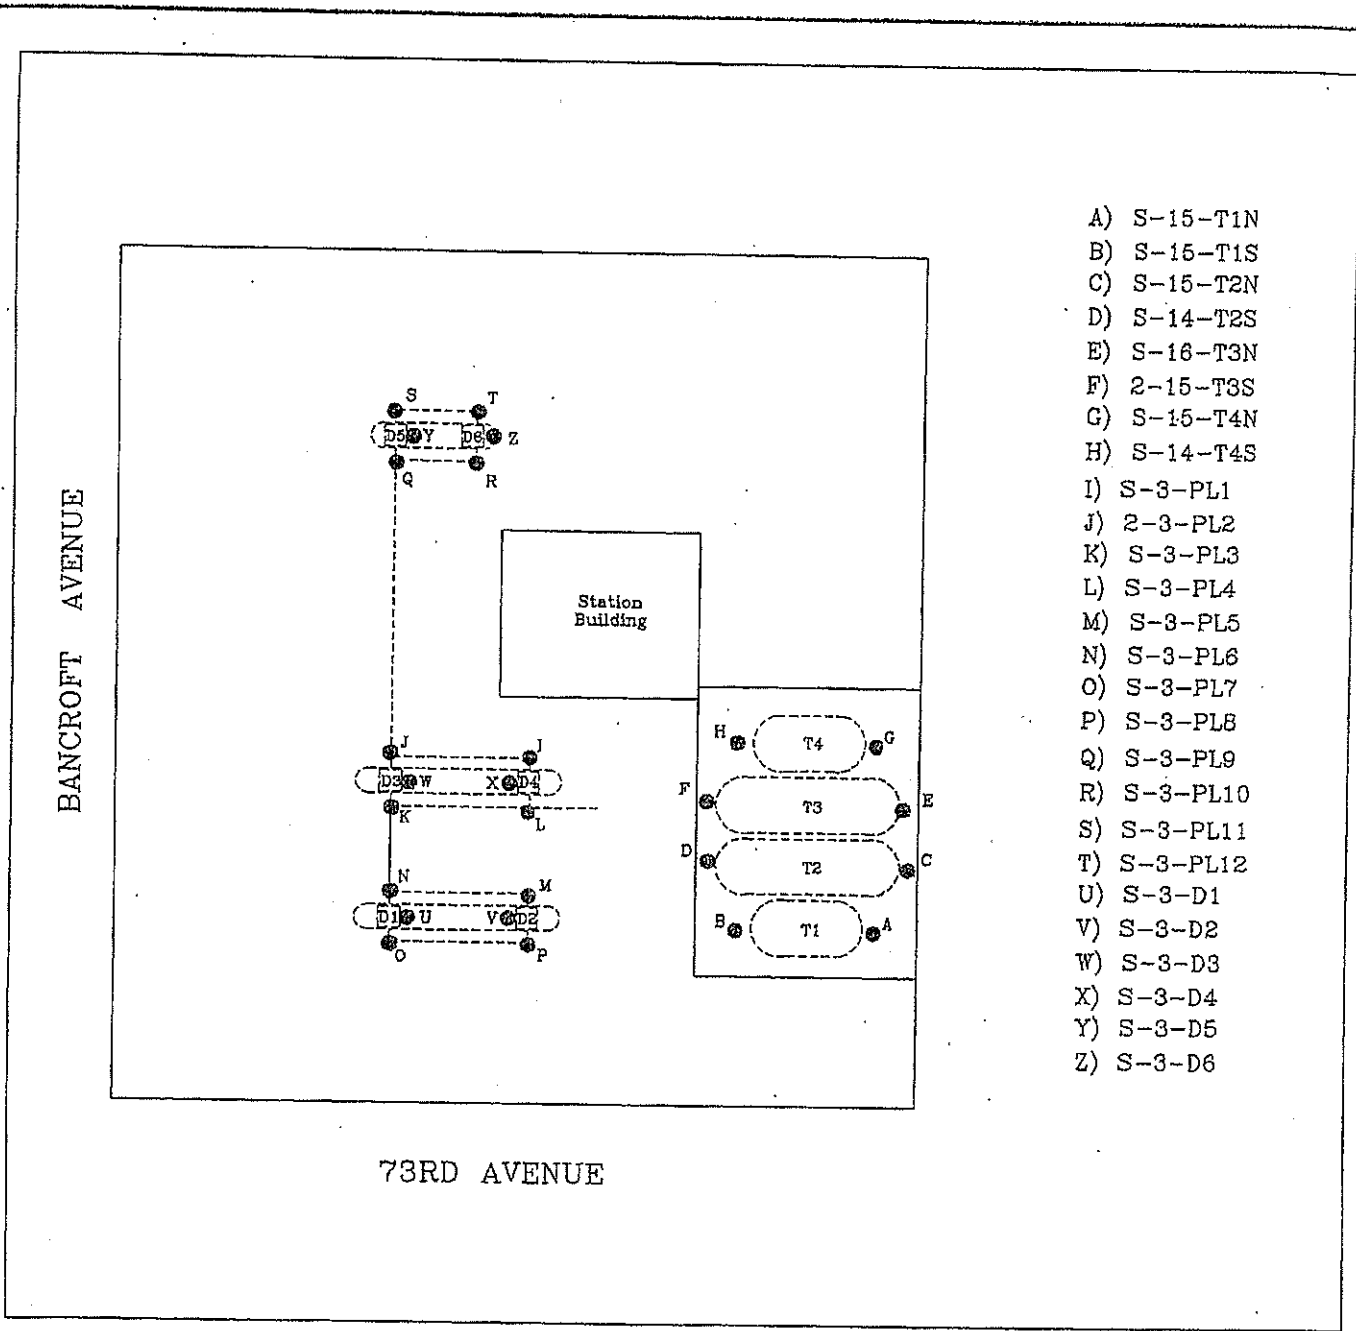 A) S-15-T1N
B) S-15-T1S
C) S-15-T2N
D) S-14-T2S
E) S-16-T3N
F) 2-15-T3S
G) S-15-T4N
H) S-14-T4S
I) S-3-PL1
J) 2-3-PL2
K) S-3-PL3
L) S-3-PL4
M) S-3-PL5
N) S-3-PL6
O) S-3-PL7
P) S-3-PL8
Q) S-3-PL9
R) S-3-PL10
S) S-3-PL11
T) S-3-PL12
U) S-3-D1
V) S-3-D2
W) S-3-D3
X) S-3-D4
Y) S-3-D5
Z) S-3-D6
S T
D5 Y D6 Z
Q R
BANCROFT AVENUE
Station
Building
J J
D3 W X D4
K L
N M
D1 U V D2
O P
H T4 G
F T3 E
D T2 C
B T1 A
73RD AVENUE